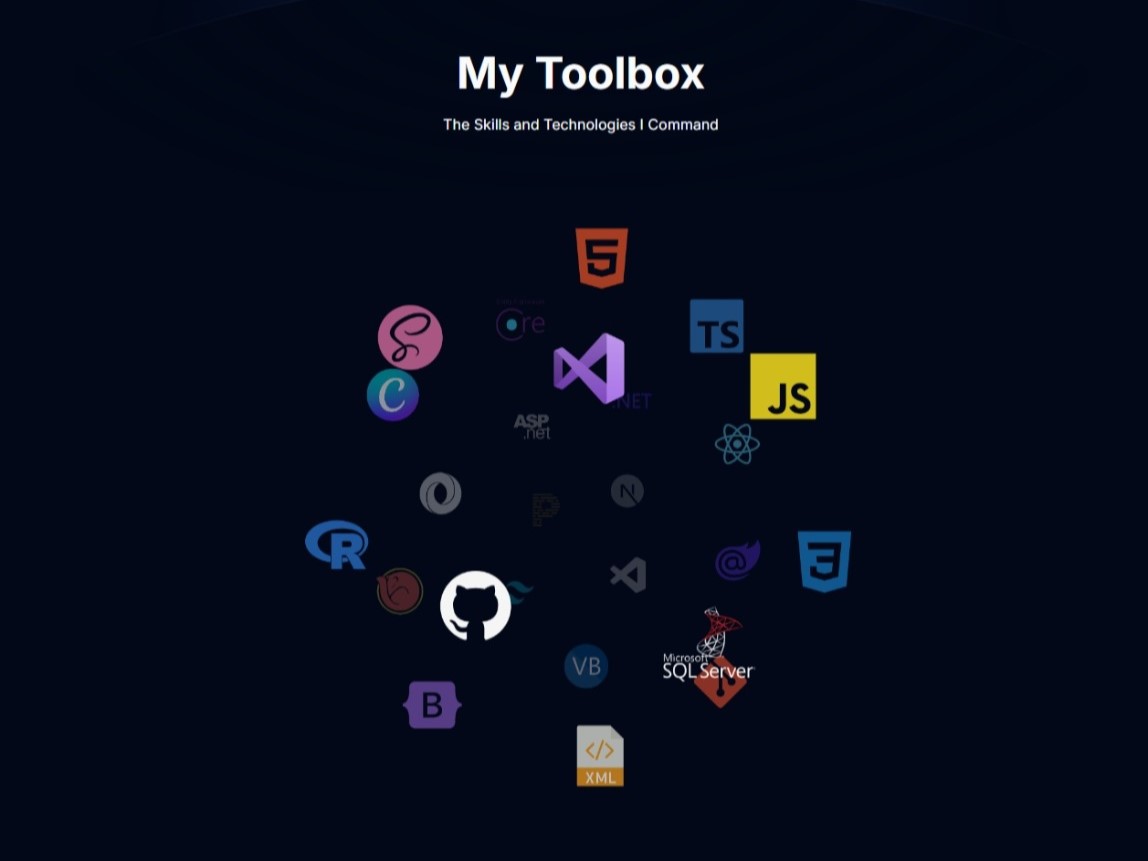 My Toolbox
The Skills and Technologies I Command
5
TS
Core
.NET
JS
C
ASP
.net
N
P
R
@
3
VB
Microsoft
SQL Server
B
</>
XML